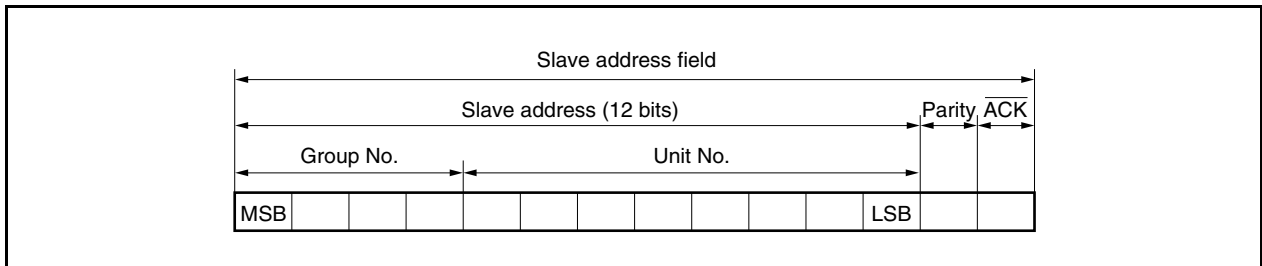 Slave address field
Slave address (12 bits) Parity ACK
Group No. Unit No.
MSB LSB